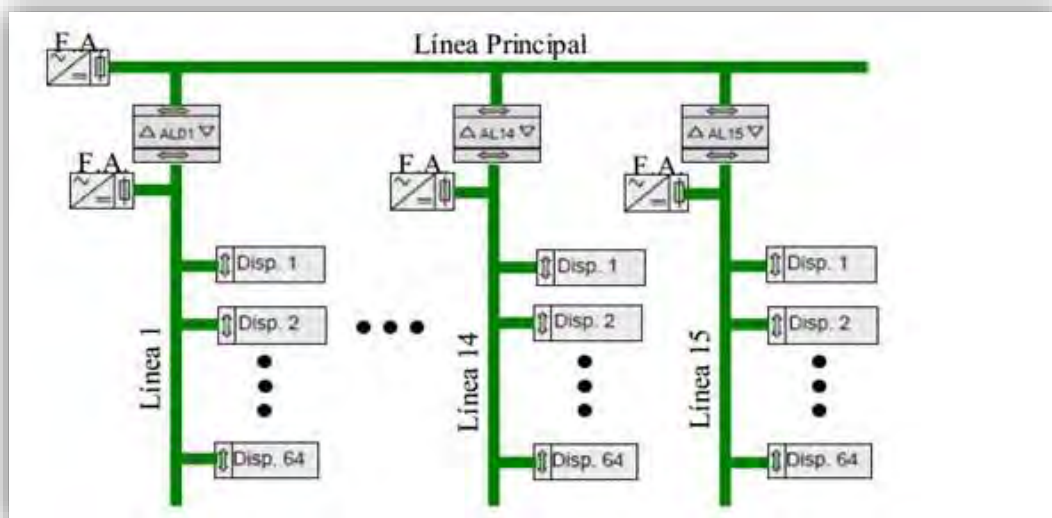 F.A.
Línea Principal
AL01
AL14
AL15
F.A.
F.A.
F.A.
Disp. 1
Disp. 1
Disp. 1
Disp. 2
Disp. 2
Disp. 2
Línea 1
Línea 14
Línea 15
Disp. 64
Disp. 64
Disp. 64